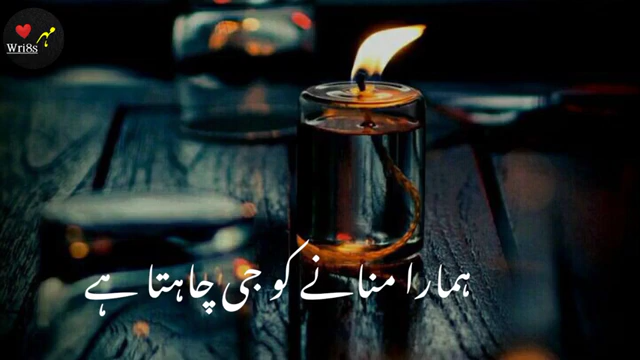 مہر
Wri8s
ہمارا منانے کو جی چاہتا ہے